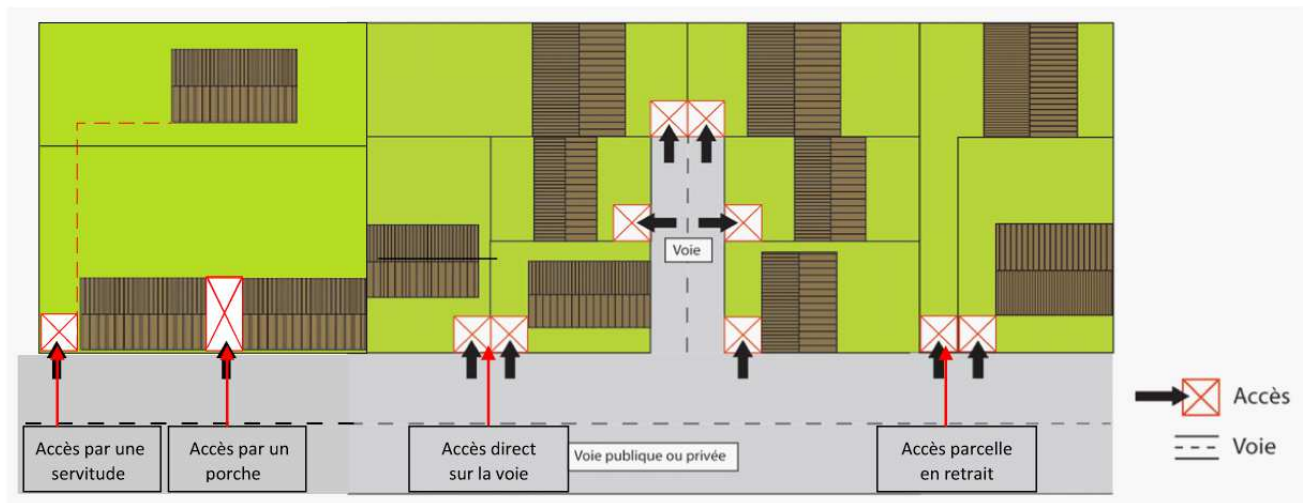 Voie
Accès
Voie
Accès par une
servitude
Accès par un
porche
Accès direct
sur la voie
Voie publique ou privée
Accès parcelle
en retrait